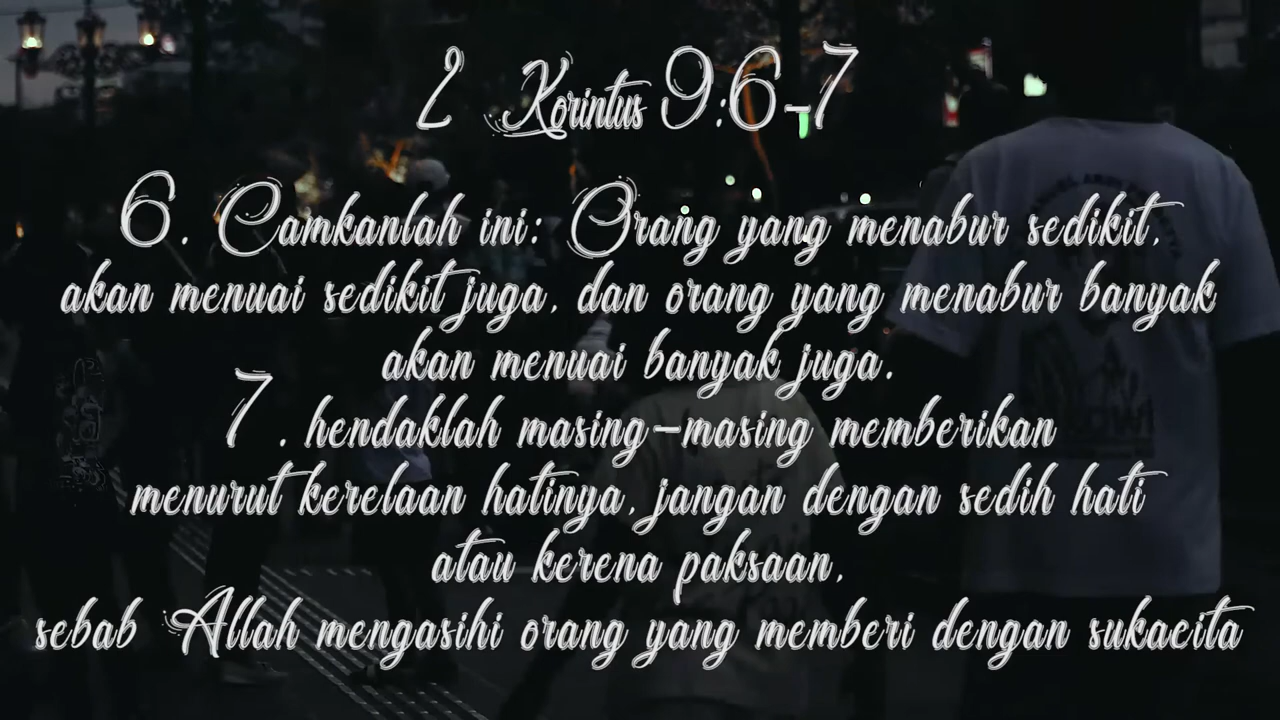 2 Korintus 9:6-7
6. Camkanlah ini: Orang yang menabur sedikit,
akan menuai sedikit juga, dan orang yang menabur banyak
akan menuai banyak juga.
7. hendaklah masing-masing memberikan
menurut kerelaan hatinya, jangan dengan sedih hati
atau kerena paksaan,
sebab Allah mengasihi orang yang memberi dengan sukacita